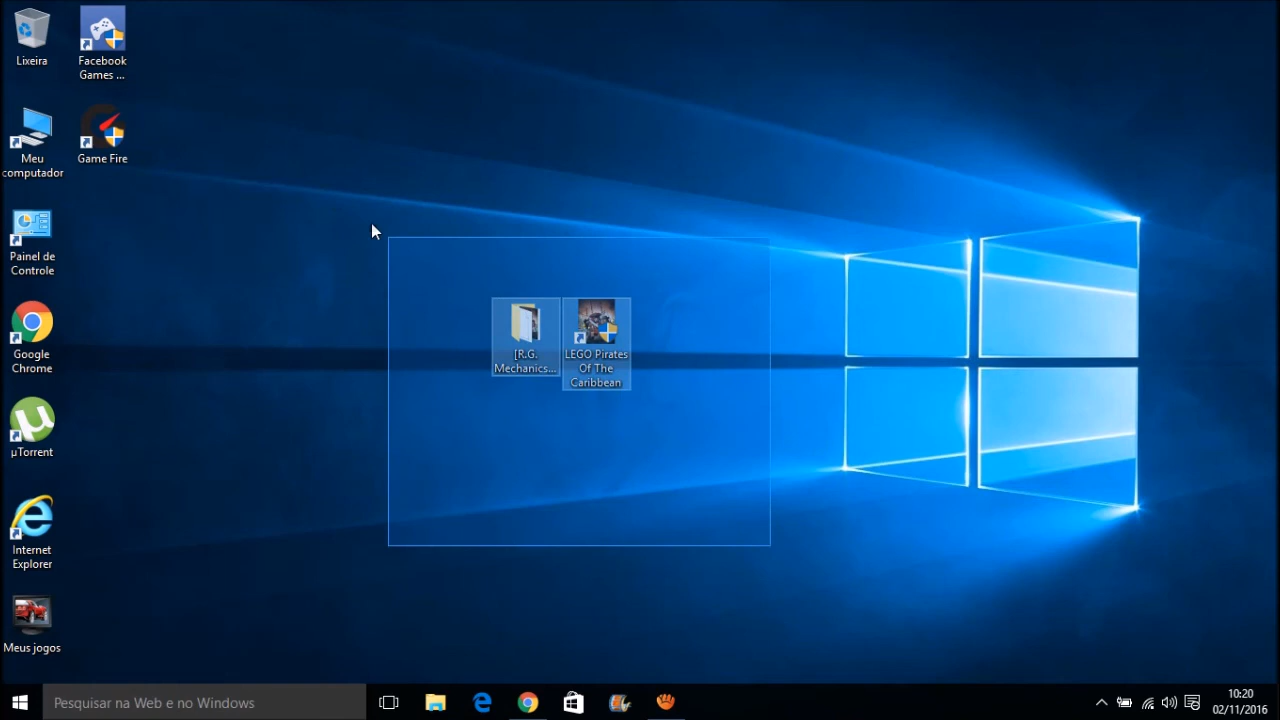 Lixeira
Facebook
Games ...
Meu
computador
Game Fire
Painel de
Controle
Google
Chrome
[R.G.
Mechanics...
LEGO Pirates
Of The
Caribbean
µTorrent
Internet
Explorer
Meus jogos
Pesquisar na Web e no Windows
10:20
02/11/2016